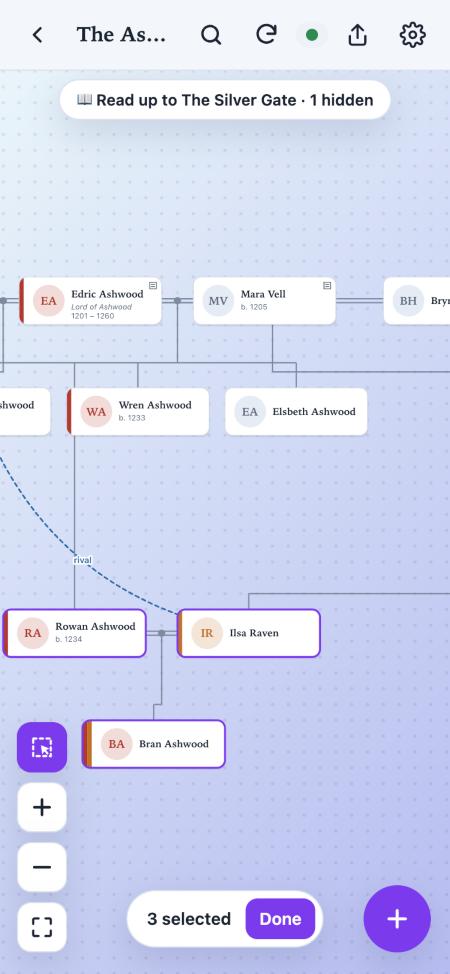 The As...
Read up to The Silver Gate · 1 hidden
EA
Edric Ashwood
Lord of Ashwood
1201 – 1260
MV
Mara Vell
b. 1205
BH
Bryn
shwood
WA
Wren Ashwood
b. 1233
EA
Elsbeth Ashwood
rival
RA
Rowan Ashwood
b. 1234
IR
Ilsa Raven
BA
Bran Ashwood
3 selected
Done